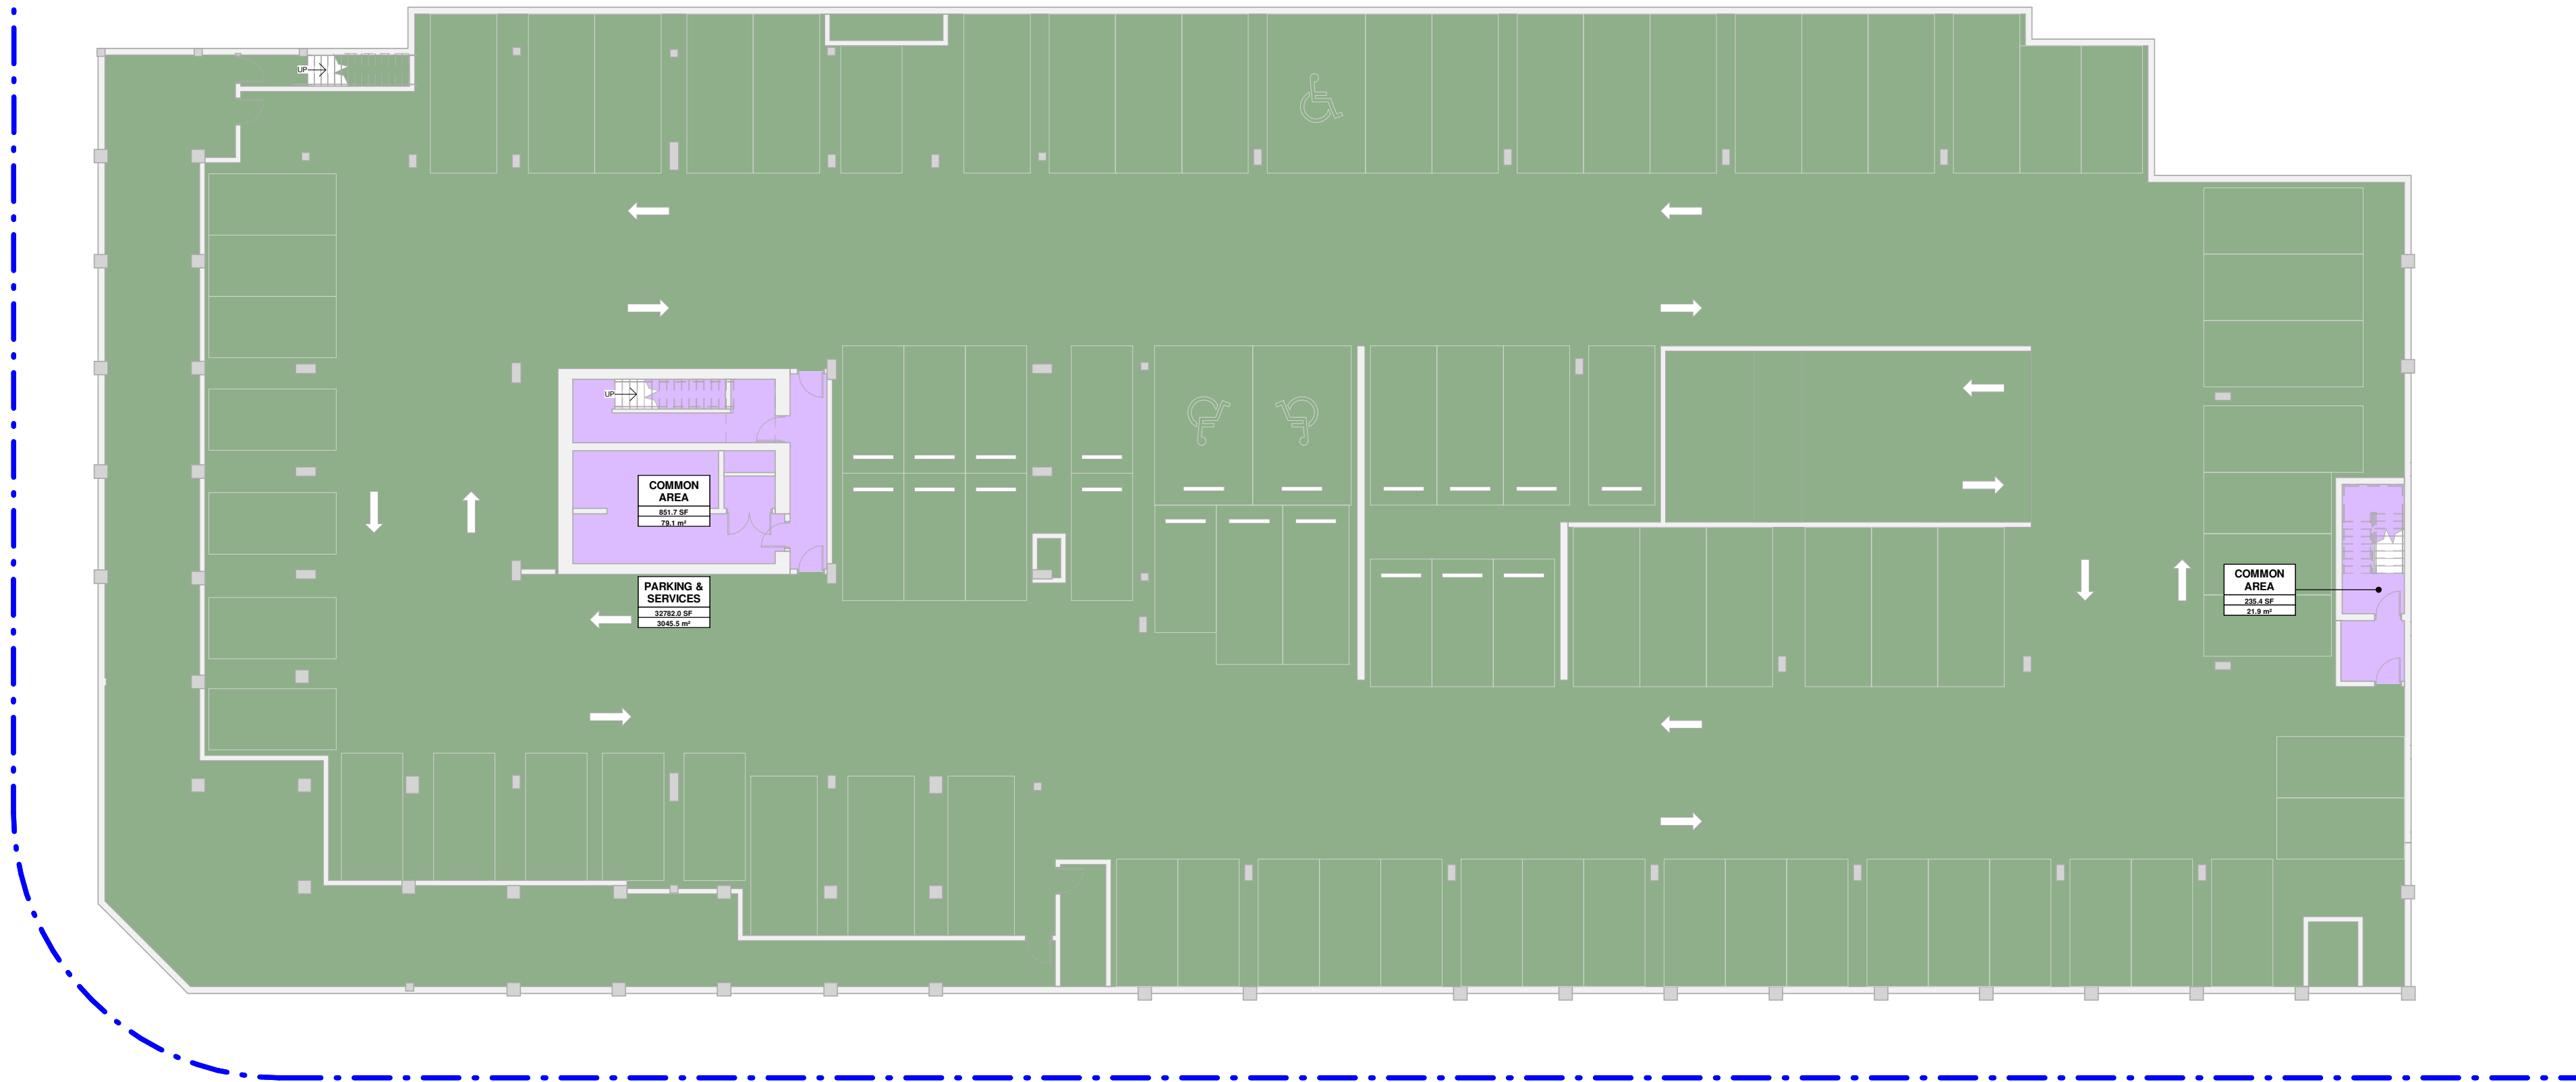 UP
UP
COMMON
AREA
851.7 SF
79.1 m²
PARKING &
SERVICES
32782.0 SF
3045.5 m²
COMMON
AREA
235.4 SF
21.9 m²